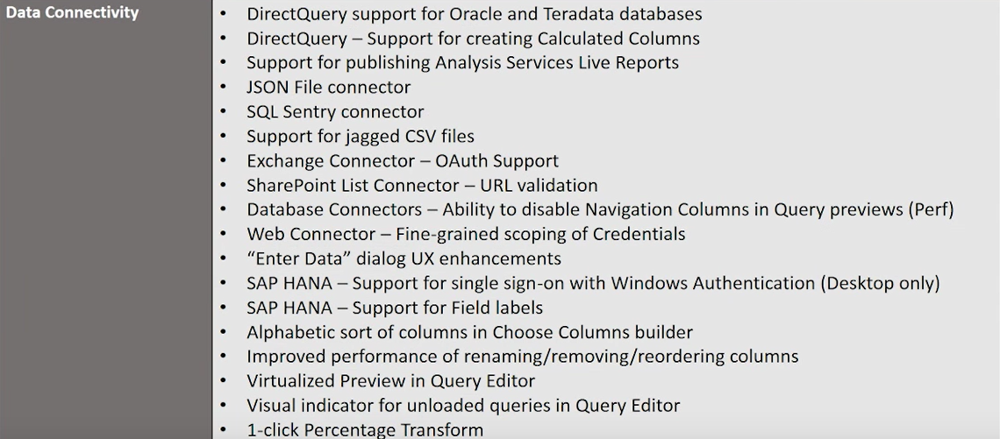 Data Connectivity
• DirectQuery support for Oracle and Teradata databases
• DirectQuery – Support for creating Calculated Columns
• Support for publishing Analysis Services Live Reports
• JSON File connector
• SQL Sentry connector
• Support for jagged CSV files
• Exchange Connector – OAuth Support
• SharePoint List Connector – URL validation
• Database Connectors – Ability to disable Navigation Columns in Query previews (Perf)
• Web Connector – Fine-grained scoping of Credentials
• “Enter Data” dialog UX enhancements
• SAP HANA – Support for single sign-on with Windows Authentication (Desktop only)
• SAP HANA – Support for Field labels
• Alphabetic sort of columns in Choose Columns builder
• Improved performance of renaming/removing/reordering columns
• Virtualized Preview in Query Editor
• Visual indicator for unloaded queries in Query Editor
• 1-click Percentage Transform